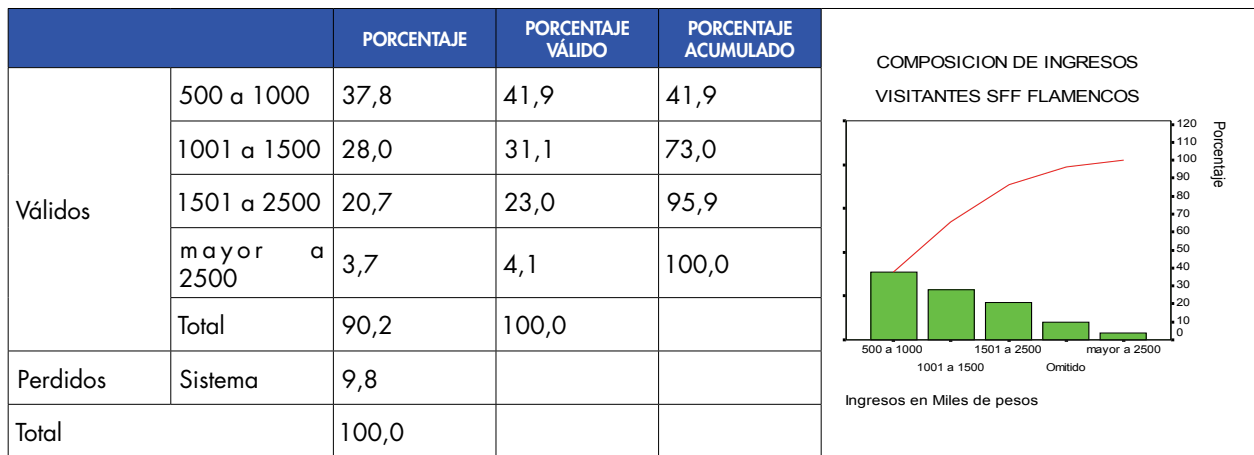 PORCENTAJE PORCENTAJE VÁLIDO PORCENTAJE ACUMULADO
Válidos
500 a 1000 37,8 41,9 41,9
1001 a 1500 28,0 31,1 73,0
1501 a 2500 20,7 23,0 95,9
mayor a 2500 3,7 4,1 100,0
Total 90,2 100,0
Perdidos Sistema 9,8
Total 100,0
COMPOSICION DE INGRESOS
VISITANTES SFF FLAMENCOS
120
110
100
90
80
70
60
50
40
30
20
10
0
Porcentaje
500 a 1000 1501 a 2500 mayor a 2500
1001 a 1500 Omitido
Ingresos en Miles de pesos